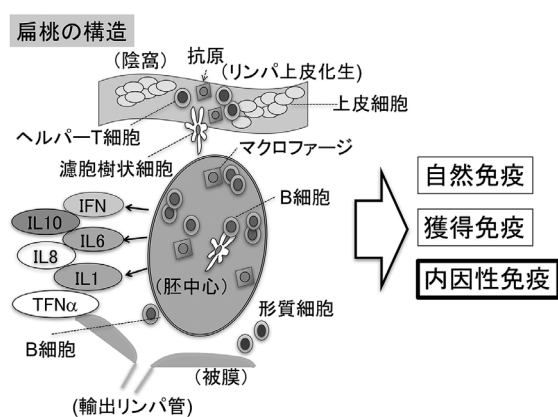 扁桃の構造
(陰窩)
抗原
(リンパ上皮化生)
上皮細胞
ヘルパーT細胞
濾胞樹状細胞
マクロファージ
B細胞
IFN
IL10
IL6
IL8
IL1
TFNα
(胚中心)
形質細胞
B細胞
(被膜)
(輸出リンパ管)
自然免疫
獲得免疫
内因性免疫